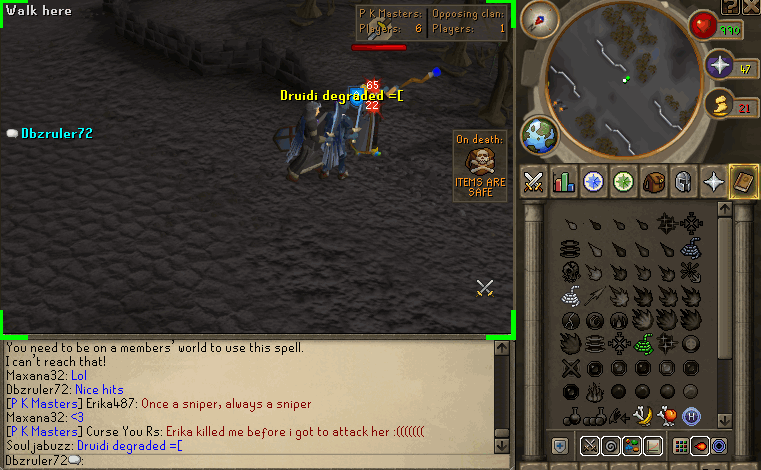 Walk here
P K Masters: Opposing clan:
Players: 6 Players: 1
990
47
21
65
Druidi degraded =[
22
Dbzruler72
On death:
ITEMS ARE
SAFE
You need to be on a members' world to use this spell.
I can't reach that!
Maxana32: Lol
Dbzruler72: Nice hits
[P K Masters] Erika487: Once a sniper, always a sniper
Maxana32: <3
[P K Masters] Curse You Rs: Erika killed me before i got to attack her :(((((((
Souljabuzz: Druidi degraded =[
Dbzruler72:
H